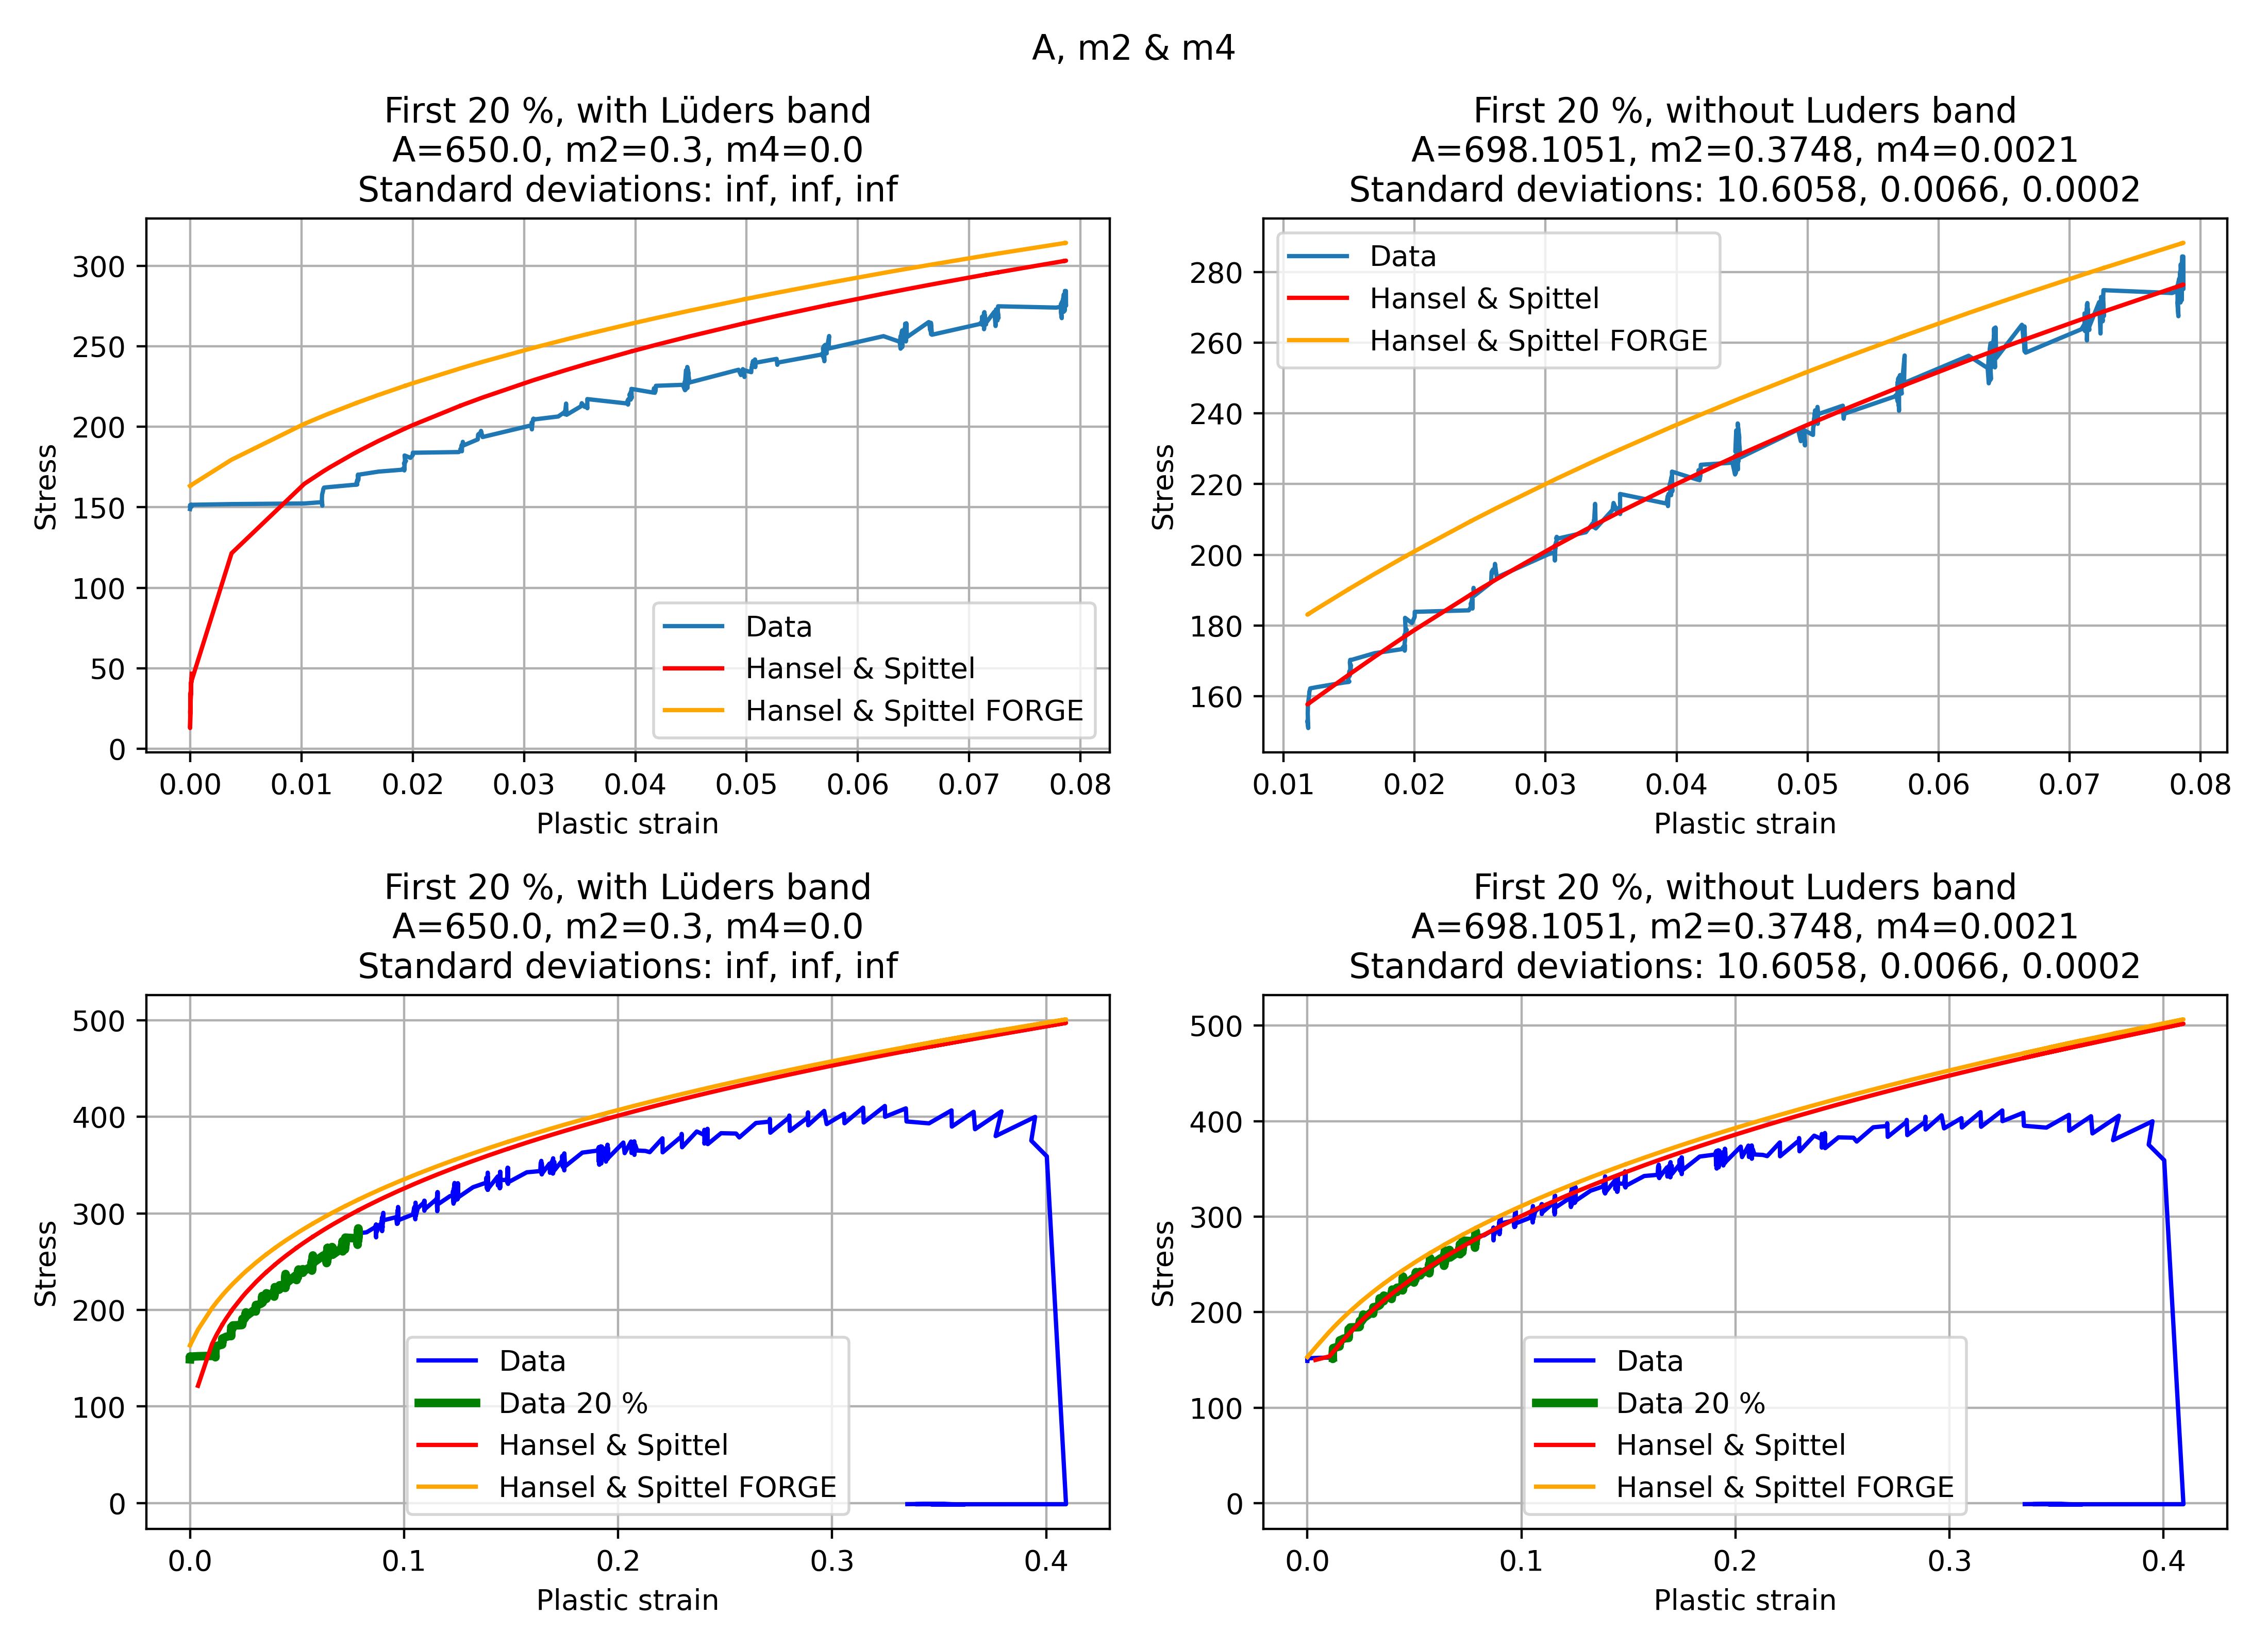 A, m2 & m4
First 20 %, with Lüders band
A=650.0, m2=0.3, m4=0.0
Standard deviations: inf, inf, inf
300
250
200
150
100
50
0
Stress
0.00 0.01 0.02 0.03 0.04 0.05 0.06 0.07 0.08
Plastic strain
Data
Hansel & Spittel
Hansel & Spittel FORGE
First 20 %, without Luders band
A=698.1051, m2=0.3748, m4=0.0021
Standard deviations: 10.6058, 0.0066, 0.0002
280
260
240
220
200
180
160
Stress
0.01 0.02 0.03 0.04 0.05 0.06 0.07 0.08
Plastic strain
Data
Hansel & Spittel
Hansel & Spittel FORGE
First 20 %, with Lüders band
A=650.0, m2=0.3, m4=0.0
Standard deviations: inf, inf, inf
500
400
300
200
100
0
Stress
0.0 0.1 0.2 0.3 0.4
Plastic strain
Data
Data 20 %
Hansel & Spittel
Hansel & Spittel FORGE
First 20 %, without Luders band
A=698.1051, m2=0.3748, m4=0.0021
Standard deviations: 10.6058, 0.0066, 0.0002
500
400
300
200
100
0
Stress
0.0 0.1 0.2 0.3 0.4
Plastic strain
Data
Data 20 %
Hansel & Spittel
Hansel & Spittel FORGE